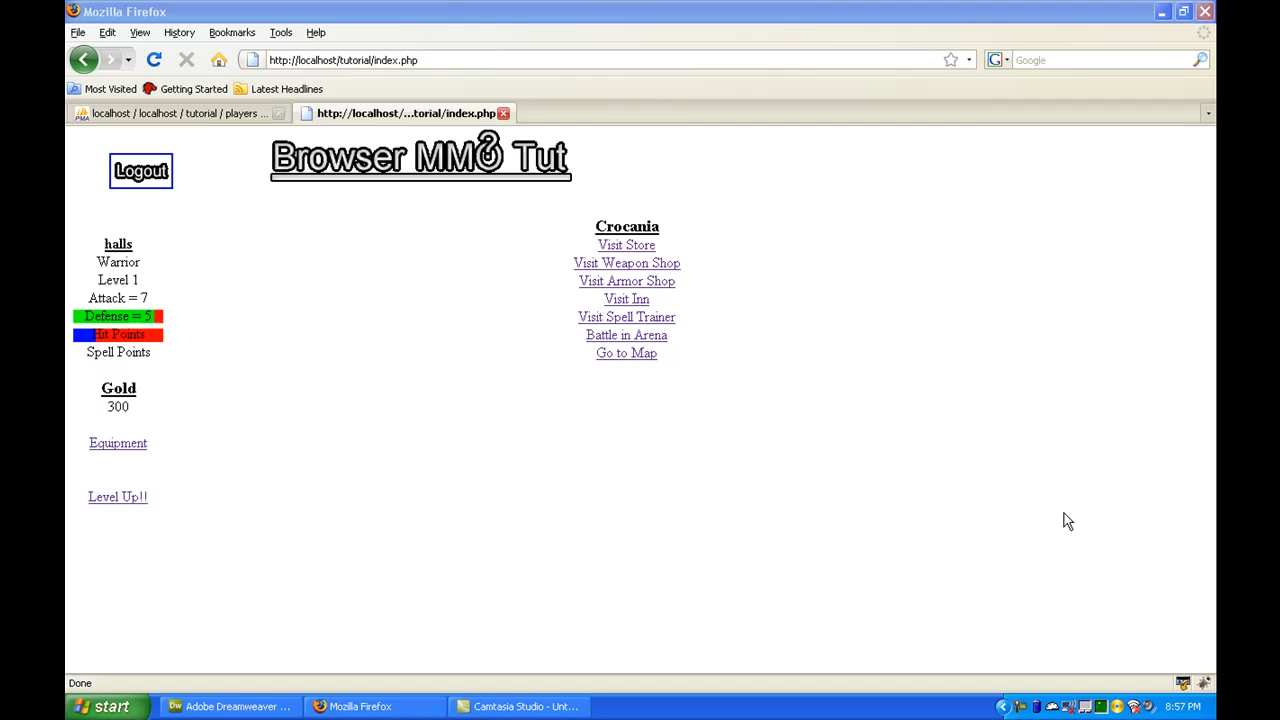 Mozilla Firefox
File Edit View History Bookmarks Tools Help
http://localhost/tutorial/index.php
G Google
Most Visited Getting Started Latest Headlines
PMA localhost / localhost / tutorial / players ... http://localhost/...torial/index.php
Logout
Browser MMO Tut
halls
Warrior
Level 1
Attack = 7
Defense = 5
Hit Points
Spell Points
Gold
300
Equipment
Level Up!!
Crocania
Visit Store
Visit Weapon Shop
Visit Armor Shop
Visit Inn
Visit Spell Trainer
Battle in Arena
Go to Map
Done
start Dw Adobe Dreamweaver ... Mozilla Firefox Camtasia Studio - Unt... 8:57 PM